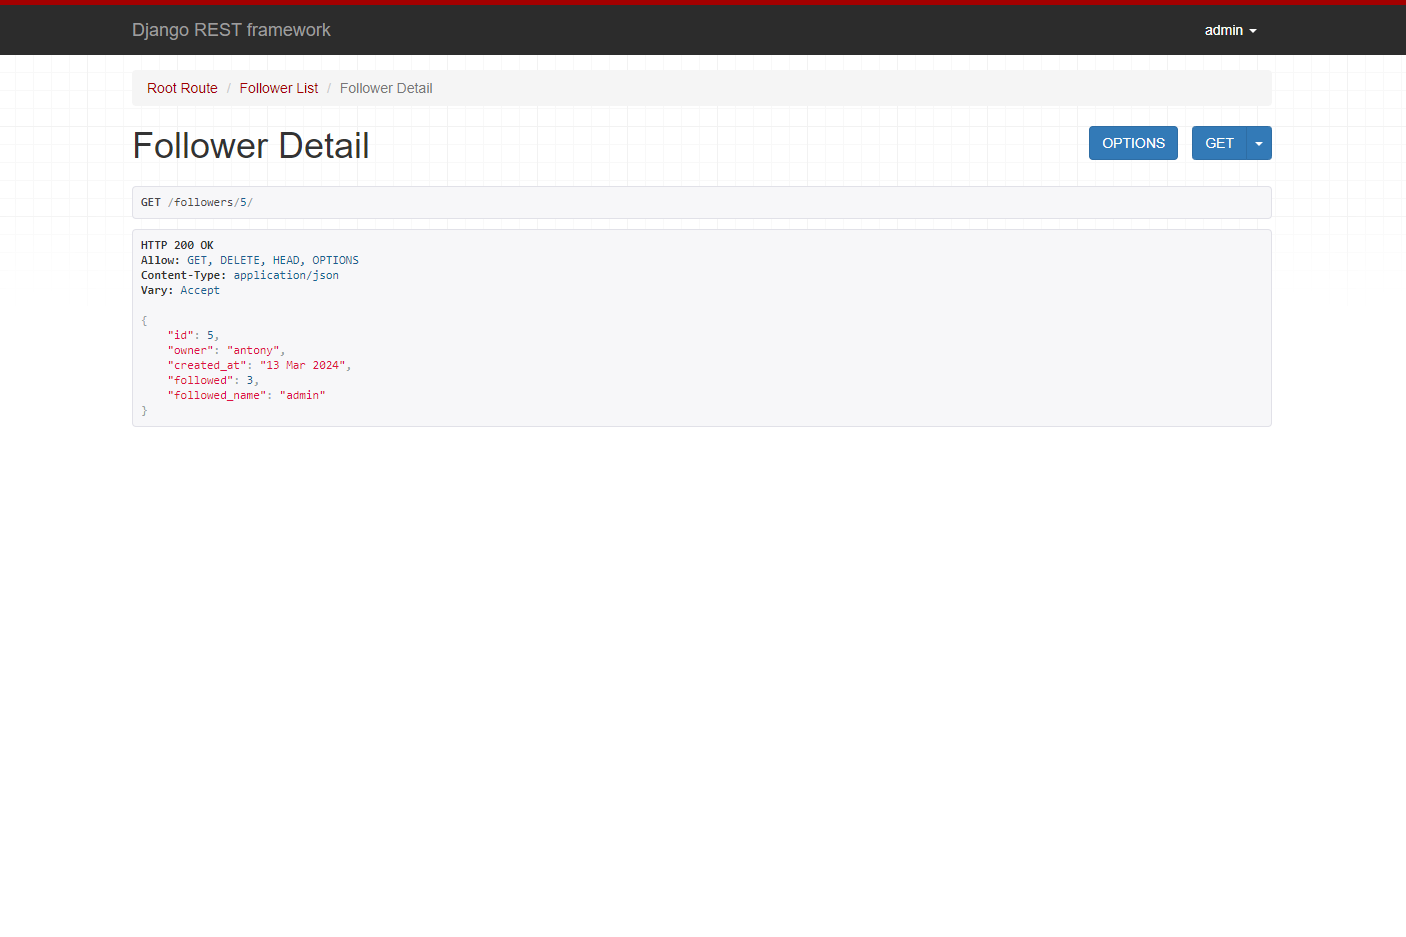 Django REST framework
admin
Root Route / Follower List / Follower Detail
Follower Detail
OPTIONS
GET
GET /followers/5/
HTTP 200 OK
Allow: GET, DELETE, HEAD, OPTIONS
Content-Type: application/json
Vary: Accept
{
    "id": 5,
    "owner": "antony",
    "created_at": "13 Mar 2024",
    "followed": 3,
    "followed_name": "admin"
}